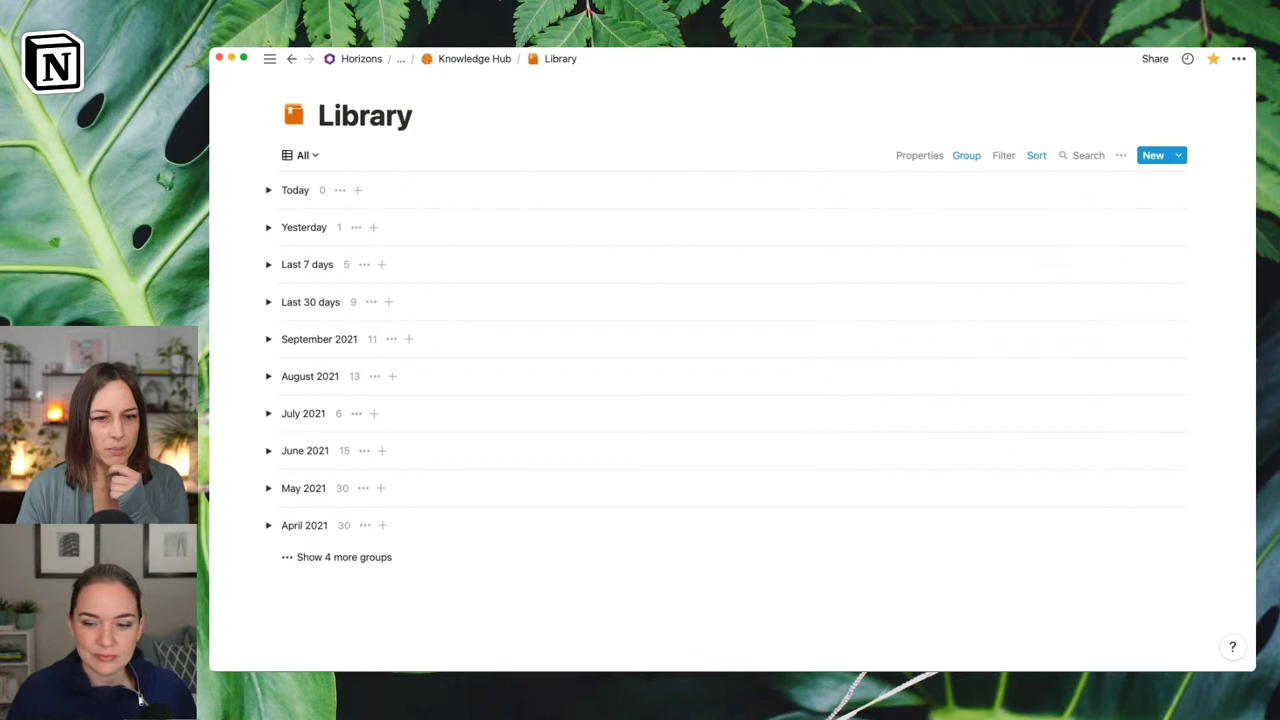 N
Horizons / ... / Knowledge Hub / Library
Share
Library
All
Properties Group Filter Sort Search ... New
Today 0 ... +
Yesterday 1 ... +
Last 7 days 5 ... +
Last 30 days 9 ... +
September 2021 11 ... +
August 2021 13 ... +
July 2021 6 ... +
June 2021 15 ... +
May 2021 30 ... +
April 2021 30 ... +
... Show 4 more groups
?